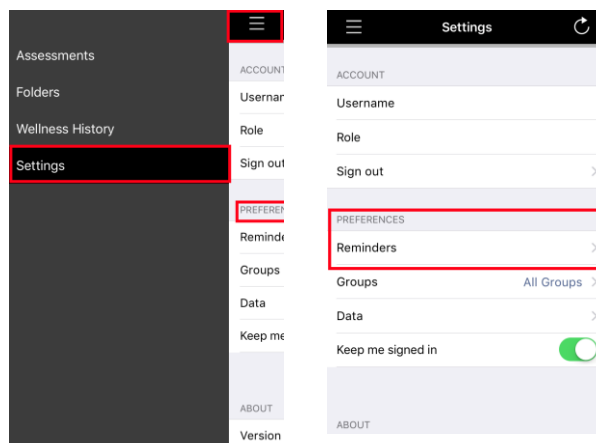 Assessments
Folders
Wellness History
Settings
ACCOUNT
Usernar
Role
Sign out
PREFEREN
Reminde
Groups
Data
Keep me
ABOUT
Version
Settings
ACCOUNT
Username
Role
Sign out
PREFERENCES
Reminders
Groups All Groups
Data
Keep me signed in
ABOUT